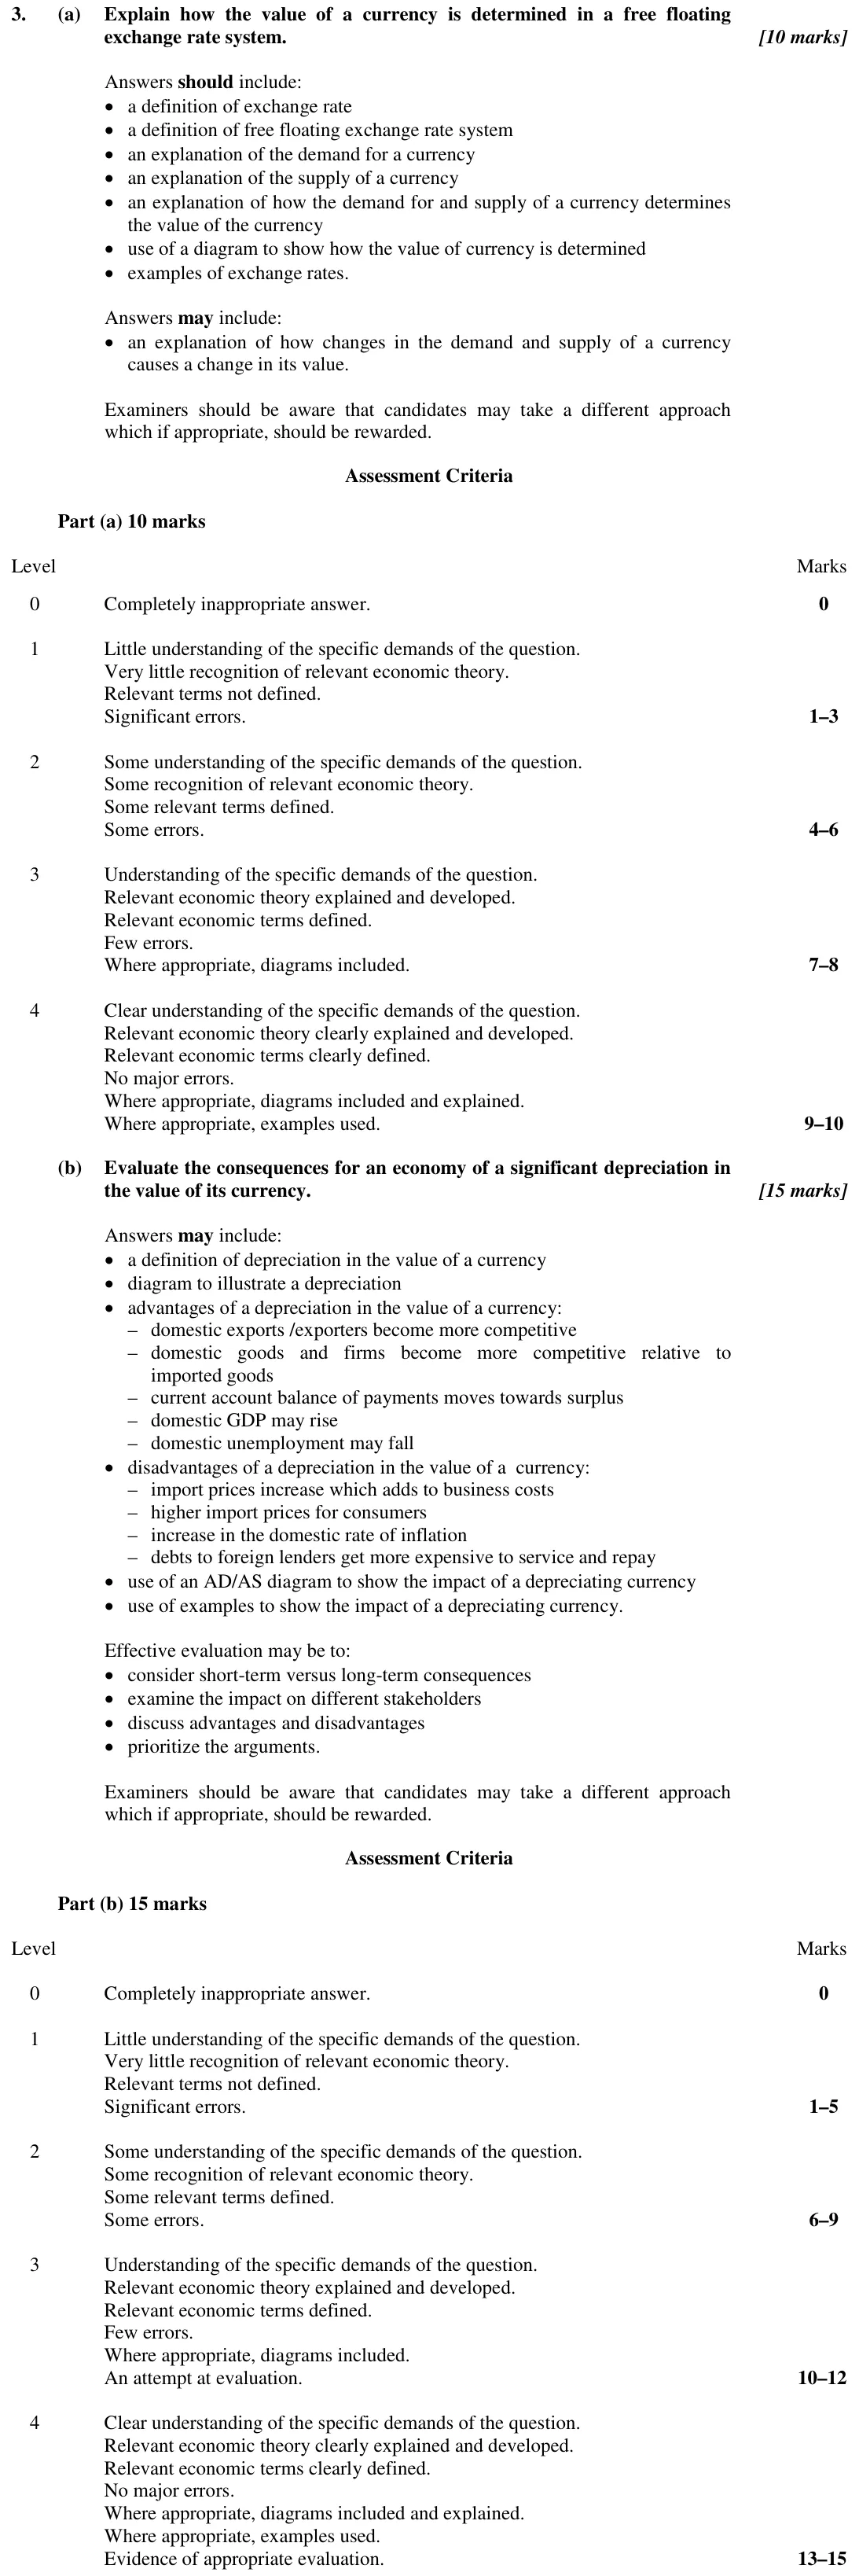 3. (a) Explain how the value of a currency is determined in a free floating
exchange rate system. [10 marks]
Answers should include:
• a definition of exchange rate
• a definition of free floating exchange rate system
• an explanation of the demand for a currency
• an explanation of the supply of a currency
• an explanation of how the demand for and supply of a currency determines
the value of the currency
• use of a diagram to show how the value of currency is determined
• examples of exchange rates.
Answers may include:
• an explanation of how changes in the demand and supply of a currency
causes a change in its value.
Examiners should be aware that candidates may take a different approach
which if appropriate, should be rewarded.
Assessment Criteria
Part (a) 10 marks
Level Marks
0 Completely inappropriate answer. 0
1 Little understanding of the specific demands of the question.
Very little recognition of relevant economic theory.
Relevant terms not defined.
Significant errors. 1–3
2 Some understanding of the specific demands of the question.
Some recognition of relevant economic theory.
Some relevant terms defined.
Some errors. 4–6
3 Understanding of the specific demands of the question.
Relevant economic theory explained and developed.
Relevant economic terms defined.
Few errors.
Where appropriate, diagrams included. 7–8
4 Clear understanding of the specific demands of the question.
Relevant economic theory clearly explained and developed.
Relevant economic terms clearly defined.
No major errors.
Where appropriate, diagrams included and explained.
Where appropriate, examples used. 9–10
(b) Evaluate the consequences for an economy of a significant depreciation in
the value of its currency. [15 marks]
Answers may include:
• a definition of depreciation in the value of a currency
• diagram to illustrate a depreciation
• advantages of a depreciation in the value of a currency:
– domestic exports /exporters become more competitive
– domestic goods and firms become more competitive relative to
imported goods
– current account balance of payments moves towards surplus
– domestic GDP may rise
– domestic unemployment may fall
• disadvantages of a depreciation in the value of a currency:
– import prices increase which adds to business costs
– higher import prices for consumers
– increase in the domestic rate of inflation
– debts to foreign lenders get more expensive to service and repay
• use of an AD/AS diagram to show the impact of a depreciating currency
• use of examples to show the impact of a depreciating currency.
Effective evaluation may be to:
• consider short-term versus long-term consequences
• examine the impact on different stakeholders
• discuss advantages and disadvantages
• prioritize the arguments.
Examiners should be aware that candidates may take a different approach
which if appropriate, should be rewarded.
Assessment Criteria
Part (b) 15 marks
Level Marks
0 Completely inappropriate answer. 0
1 Little understanding of the specific demands of the question.
Very little recognition of relevant economic theory.
Relevant terms not defined.
Significant errors. 1–5
2 Some understanding of the specific demands of the question.
Some recognition of relevant economic theory.
Some relevant terms defined.
Some errors. 6–9
3 Understanding of the specific demands of the question.
Relevant economic theory explained and developed.
Relevant economic terms defined.
Few errors.
Where appropriate, diagrams included.
An attempt at evaluation. 10–12
4 Clear understanding of the specific demands of the question.
Relevant economic theory clearly explained and developed.
Relevant economic terms clearly defined.
No major errors.
Where appropriate, diagrams included and explained.
Where appropriate, examples used.
Evidence of appropriate evaluation. 13–15